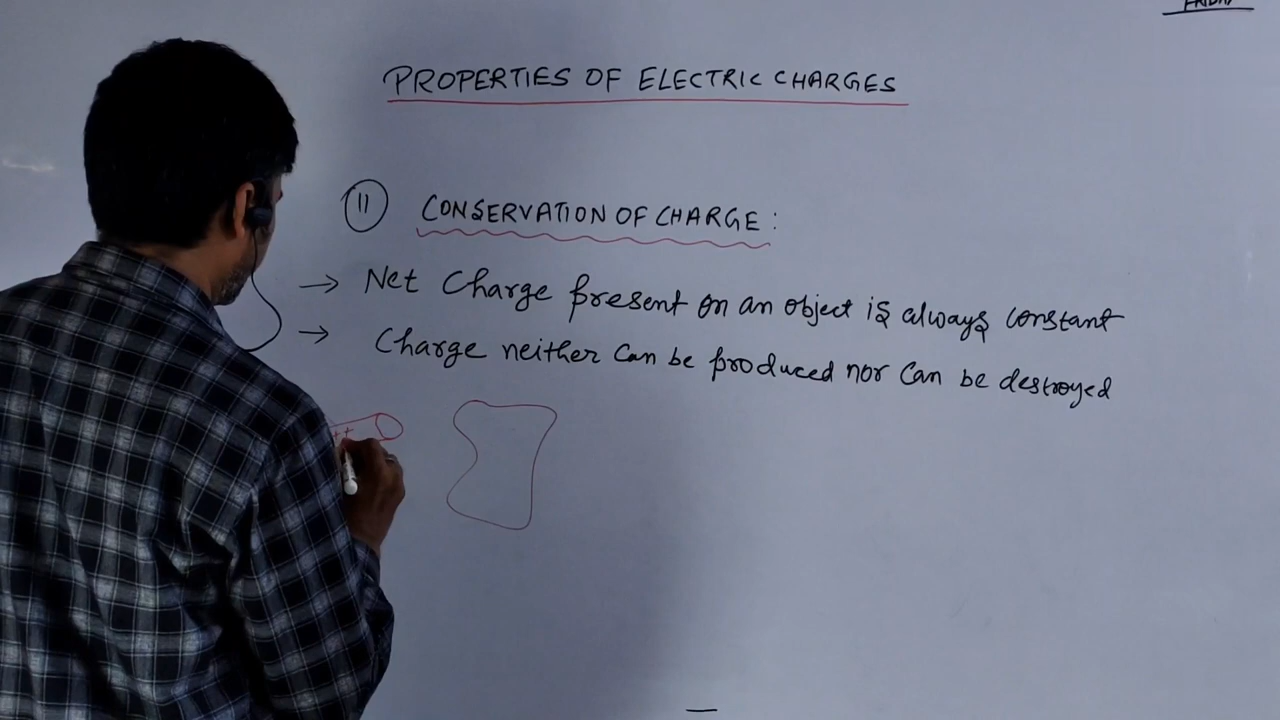 FRIDAY
PROPERTIES OF ELECTRIC CHARGES
11 CONSERVATION OF CHARGE :
→ Net Charge present on an object is always constant
→ Charge neither can be produced nor can be destroyed
+ +